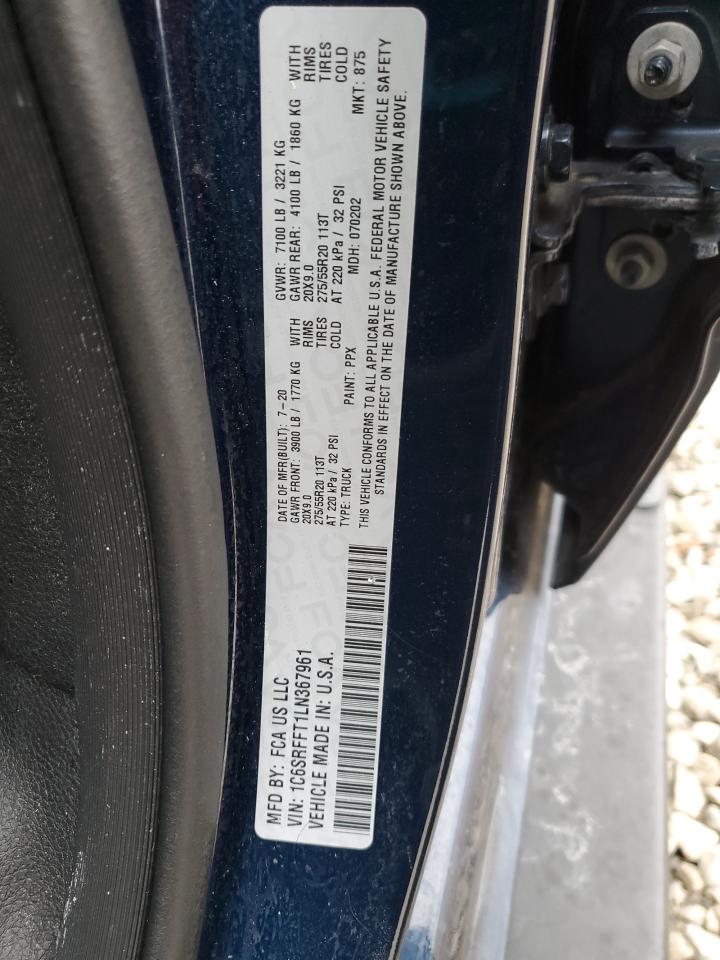 MFD BY: FCA US LLC
VIN: 1C6SRFFT1LN367961
VEHICLE MADE IN: U.S.A.
DATE OF MFR(BUILT): 7-20
GAWR FRONT: 3900 LB / 1770 KG WITH
20X9.0 RIMS
275/55R20 113T TIRES
AT 220 kPa / 32 PSI COLD
TYPE: TRUCK PAINT: PPX
GVWR: 7100 LB / 3221 KG
GAWR REAR: 4100 LB / 1860 KG WITH
20X9.0 RIMS
275/55R20 113T TIRES
AT 220 kPa / 32 PSI COLD
MDH: 070202 MKT: 875
THIS VEHICLE CONFORMS TO ALL APPLICABLE U.S.A. FEDERAL MOTOR VEHICLE SAFETY
STANDARDS IN EFFECT ON THE DATE OF MANUFACTURE SHOWN ABOVE.